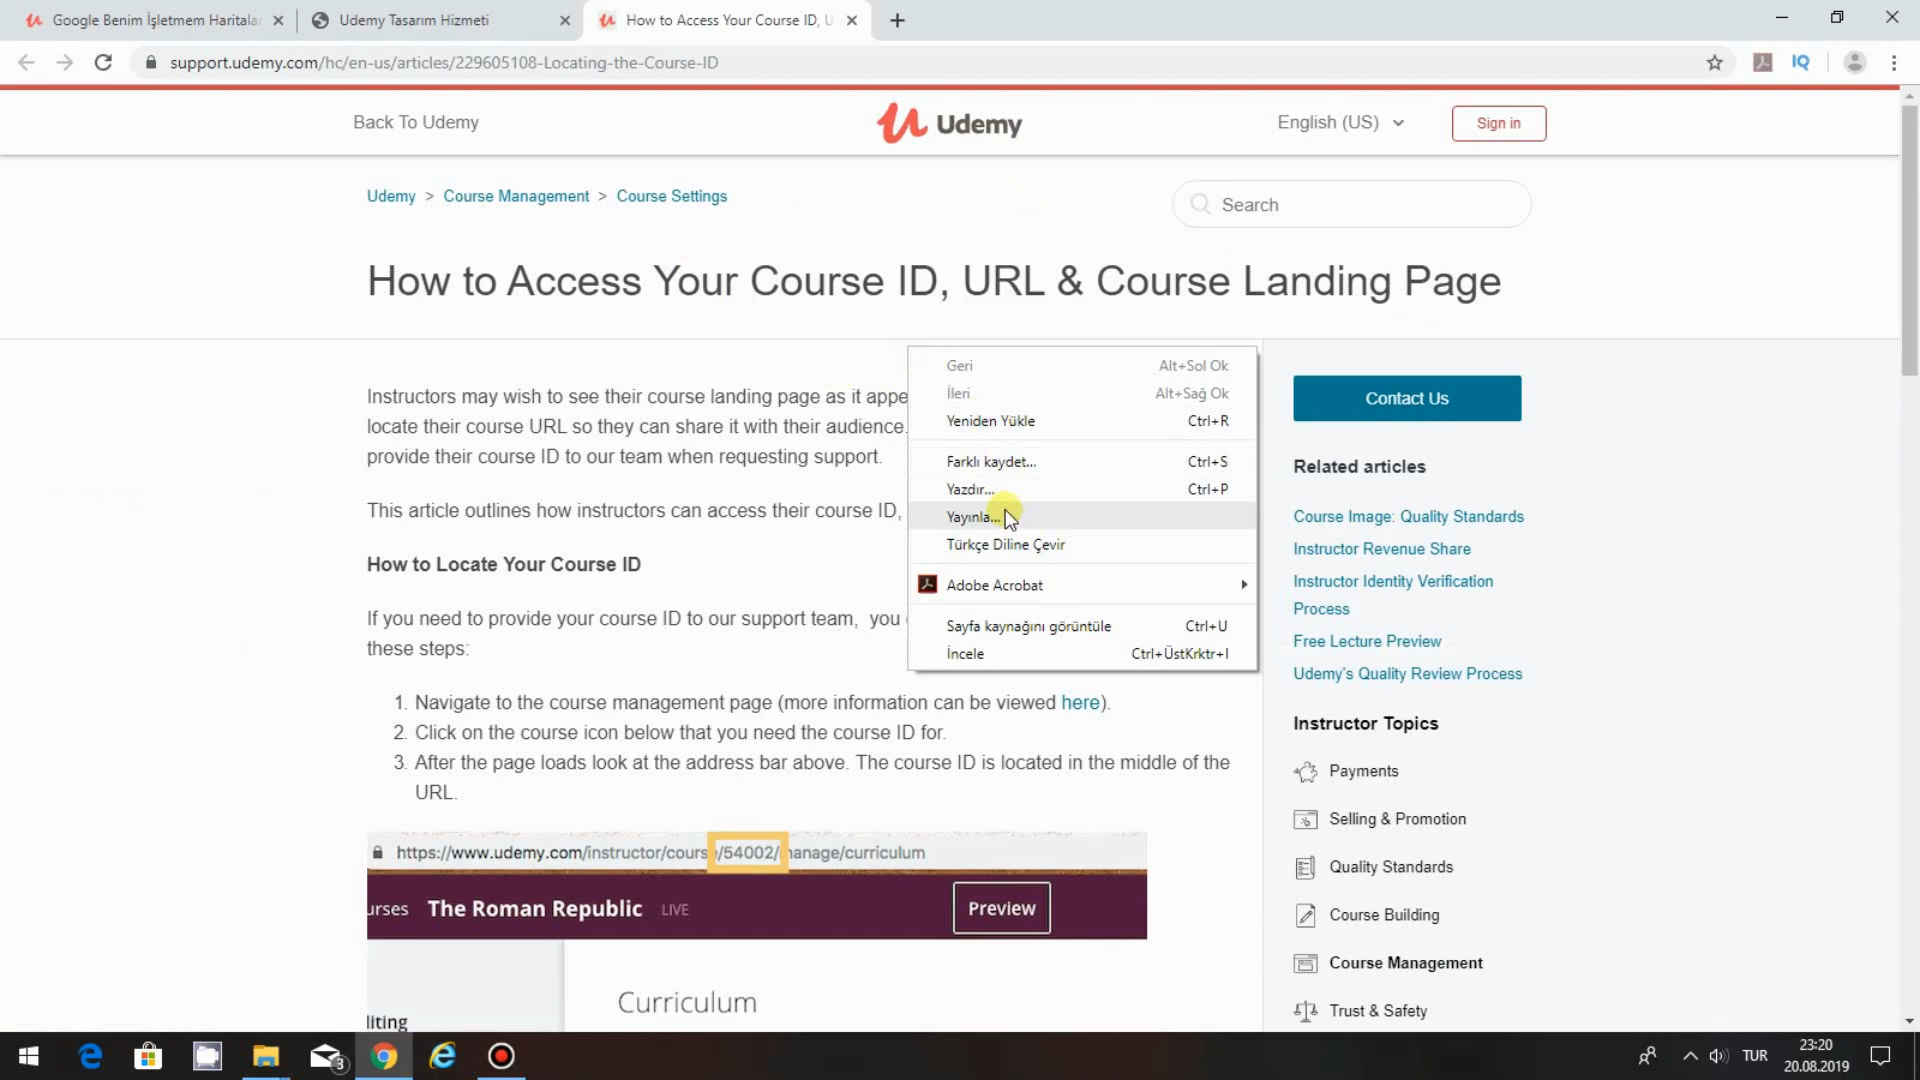 Google Benim İşletmem Haritala
Udemy Tasarım Hizmeti
How to Access Your Course ID, U
support.udemy.com/hc/en-us/articles/229605108-Locating-the-Course-ID
IQ
Back To Udemy
Udemy
English (US)
Sign in
Udemy > Course Management > Course Settings
Search
How to Access Your Course ID, URL & Course Landing Page
Instructors may wish to see their course landing page as it appe
locate their course URL so they can share it with their audience.
provide their course ID to our team when requesting support.
This article outlines how instructors can access their course ID,
How to Locate Your Course ID
If you need to provide your course ID to our support team, you
these steps:
1. Navigate to the course management page (more information can be viewed here).
2. Click on the course icon below that you need the course ID for.
3. After the page loads look at the address bar above. The course ID is located in the middle of the
URL.
Geri Alt+Sol Ok
İleri Alt+Sağ Ok
Yeniden Yükle Ctrl+R
Farklı kaydet... Ctrl+S
Yazdır... Ctrl+P
Yayınla...
Türkçe Diline Çevir
Adobe Acrobat
Sayfa kaynağını görüntüle Ctrl+U
İncele Ctrl+ÜstKrktr+I
https://www.udemy.com/instructor/cours /54002/ anage/curriculum
urses The Roman Republic LIVE
Preview
Curriculum
liting
Contact Us
Related articles
Course Image: Quality Standards
Instructor Revenue Share
Instructor Identity Verification
Process
Free Lecture Preview
Udemy's Quality Review Process
Instructor Topics
Payments
Selling & Promotion
Quality Standards
Course Building
Course Management
Trust & Safety
3
TUR
23:20
20.08.2019